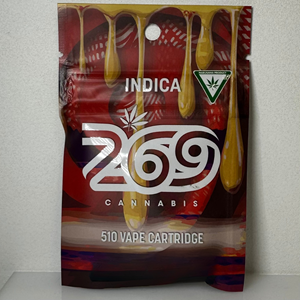 INDICA
269
CANNABIS
510 VAPE CARTRIDGE